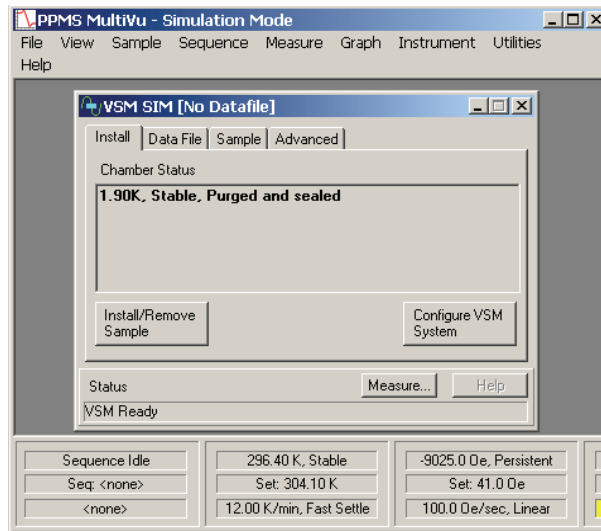 PPMS MultiVu - Simulation Mode
File View Sample Sequence Measure Graph Instrument Utilities
Help
VSM SIM [No Datafile]
Install Data File Sample Advanced
Chamber Status
1.90K, Stable, Purged and sealed
Install/Remove Configure VSM
Sample System
Status Measure... Help
VSM Ready
Sequence Idle 296.40 K, Stable -9025.0 Oe, Persistent
Seq: <none> Set: 304.10 K Set: 41.0 Oe
<none> 12.00 K/min, Fast Settle 100.0 Oe/sec, Linear